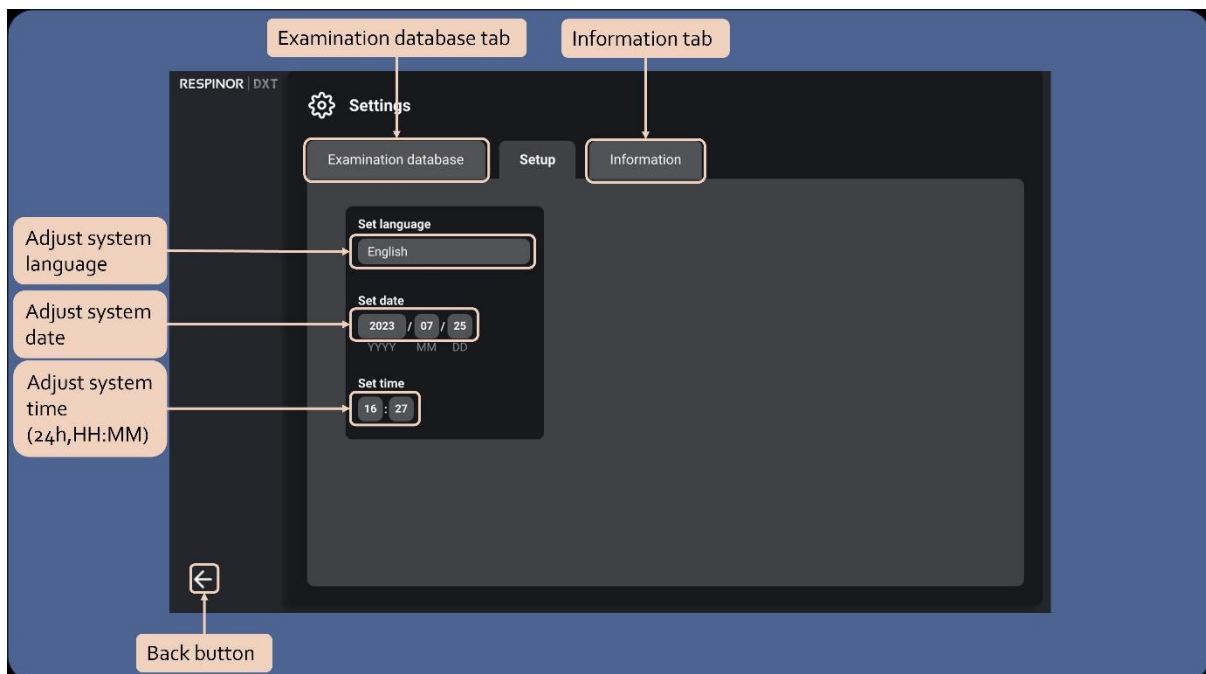 Examination database tab
Information tab
RESPINOR | DXT
Settings
Examination database
Setup
Information
Set language
English
Adjust system
language
Set date
2023 / 07 / 25
YYYY MM DD
Adjust system
date
Set time
16 : 27
Adjust system
time
(24h,HH:MM)
Back button